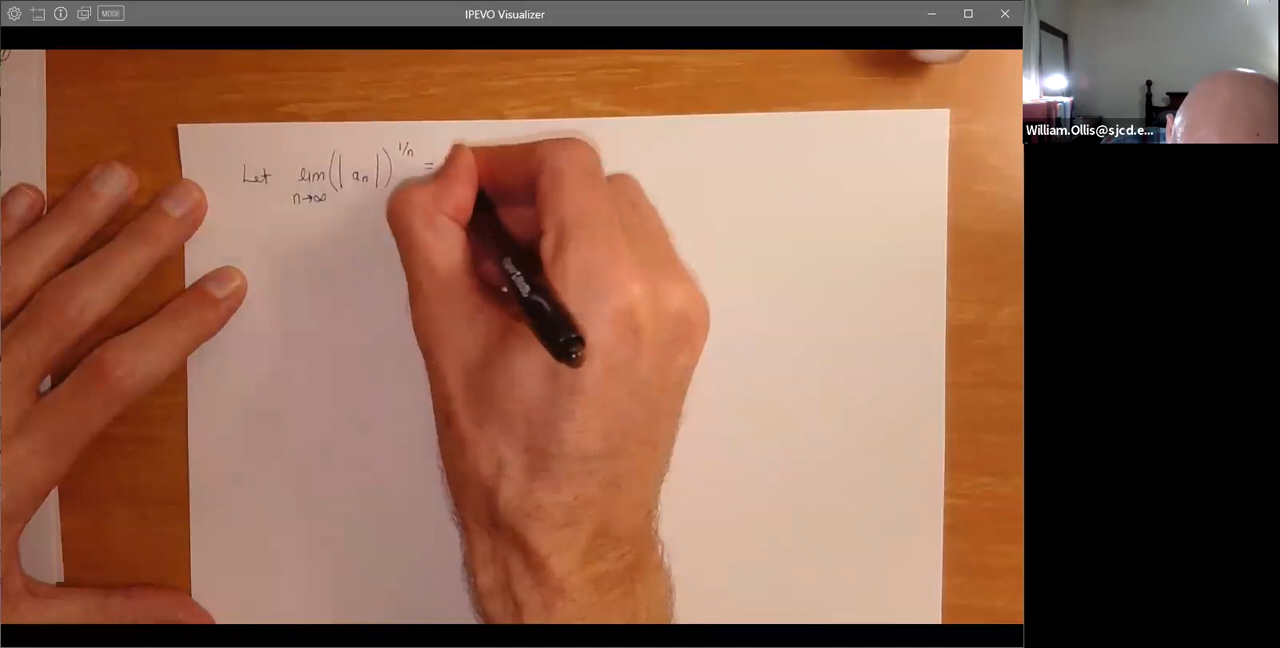 IPEVO Visualizer
MODE
William.Ollis@sjcd.e...
Let lim (| aₙ |)^1/n =
n→∞